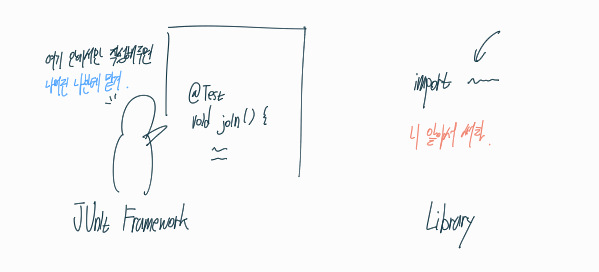 여기 안에서만 작성해주면
나머진 나한테 맡겨.
@Test
void join() {
JUnit Framework
import
니 알아서 써라.
Library